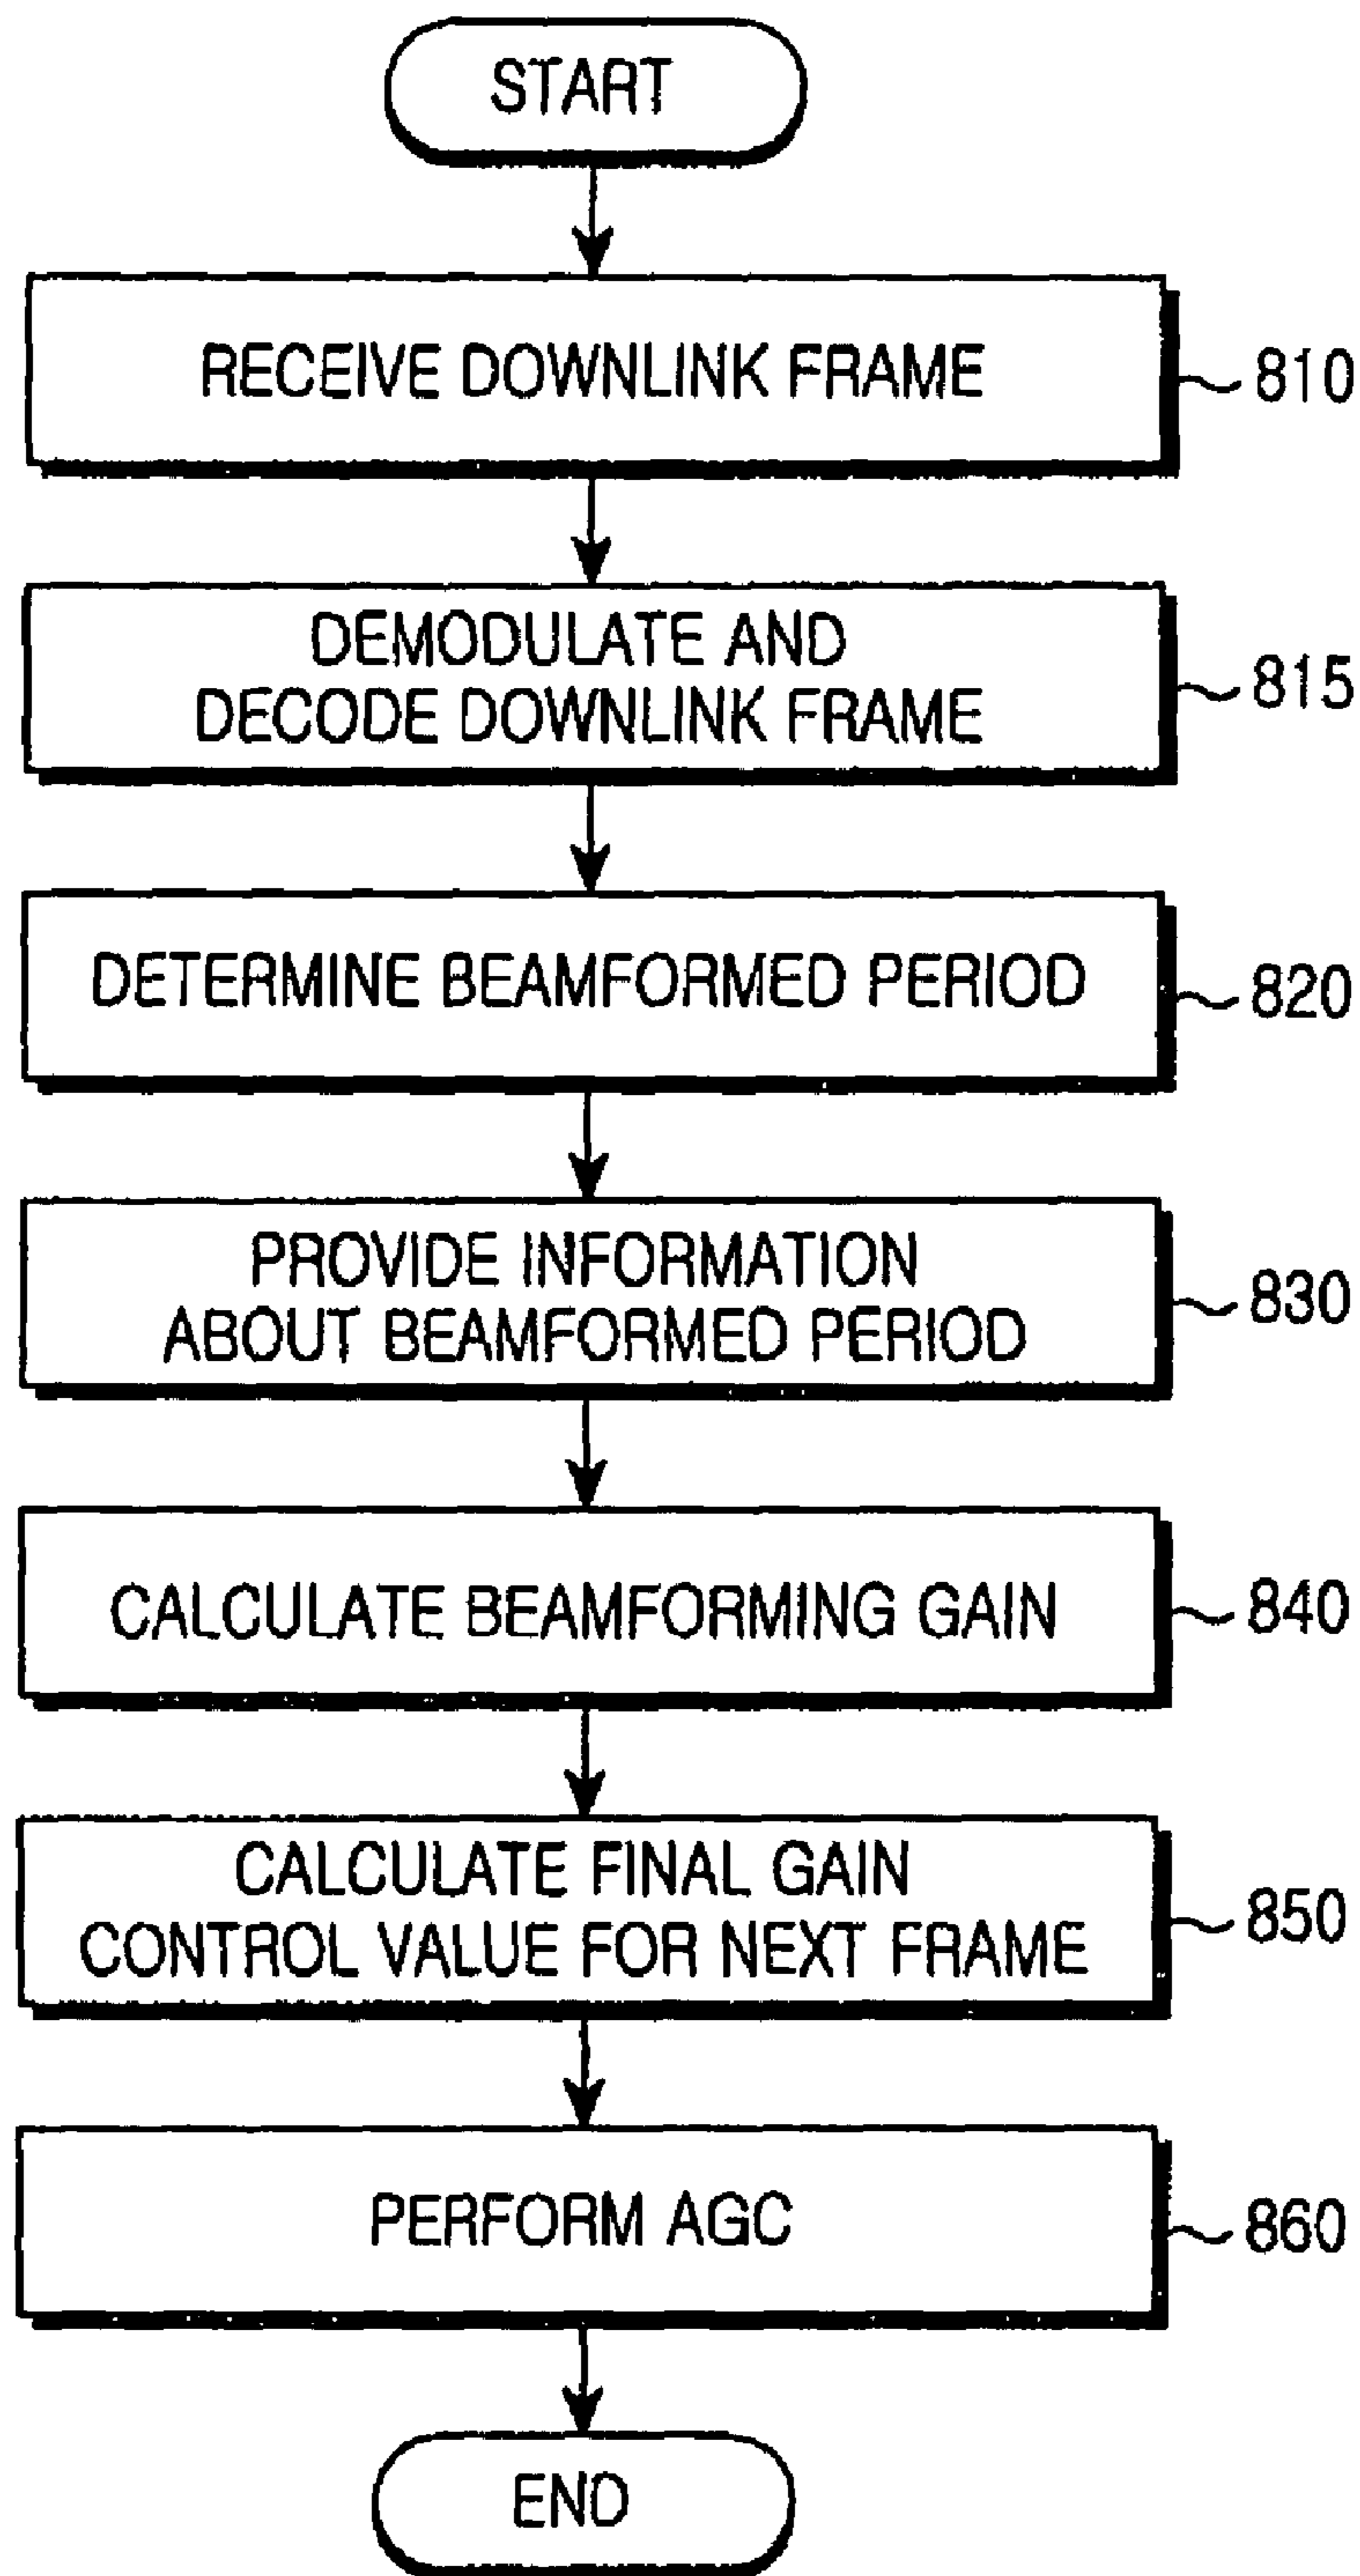 START
RECEIVE DOWNLINK FRAME
810
DEMODULATE AND
DECODE DOWNLINK FRAME
815
DETERMINE BEAMFORMED PERIOD
820
PROVIDE INFORMATION
ABOUT BEAMFORMED PERIOD
830
CALCULATE BEAMFORMING GAIN
840
CALCULATE FINAL GAIN
CONTROL VALUE FOR NEXT FRAME
850
PERFORM AGC
860
END